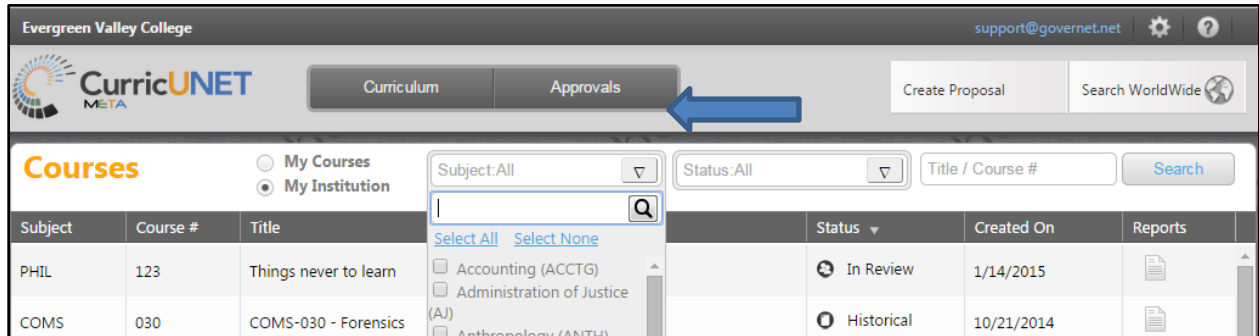 Evergreen Valley College
support@governet.net
CurricUNET
META
Curriculum
Approvals
Create Proposal
Search WorldWide
Courses
My Courses
My Institution
Subject:All
Status:All
Title / Course #
Search
Select All Select None
Accounting (ACCTG)
Administration of Justice
(AJ)
Anthropology (ANTH)
Subject Course # Title Status Created On Reports
PHIL 123 Things never to learn In Review 1/14/2015
COMS 030 COMS-030 - Forensics Historical 10/21/2014